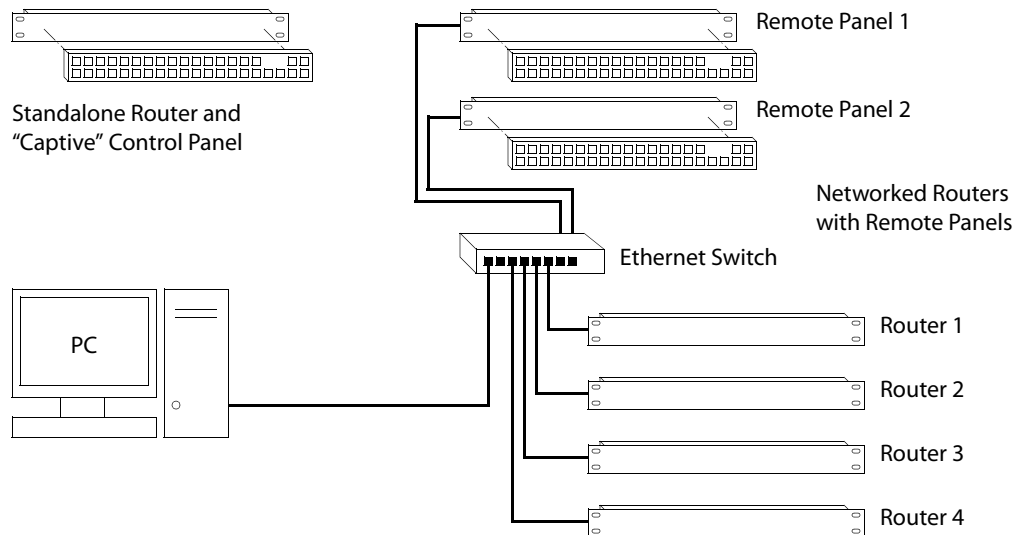 Remote Panel 1
Standalone Router and
“Captive” Control Panel
Remote Panel 2
Networked Routers
with Remote Panels
Ethernet Switch
PC
Router 1
Router 2
Router 3
Router 4